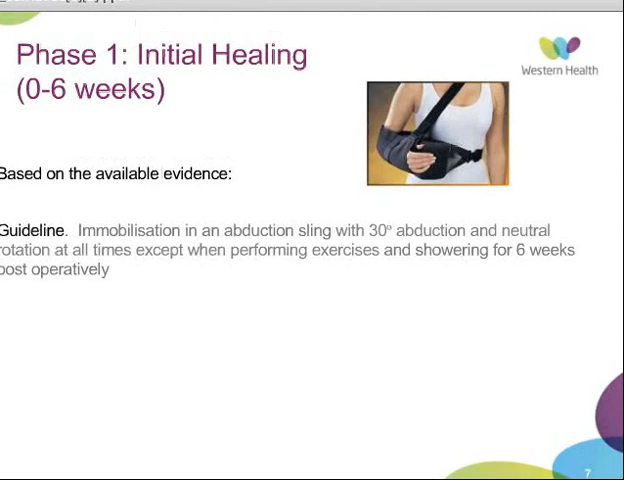 Phase 1: Initial Healing
(0-6 weeks)
Western Health
Based on the available evidence:
Guideline. Immobilisation in an abduction sling with 30º abduction and neutral
rotation at all times except when performing exercises and showering for 6 weeks
post operatively
7